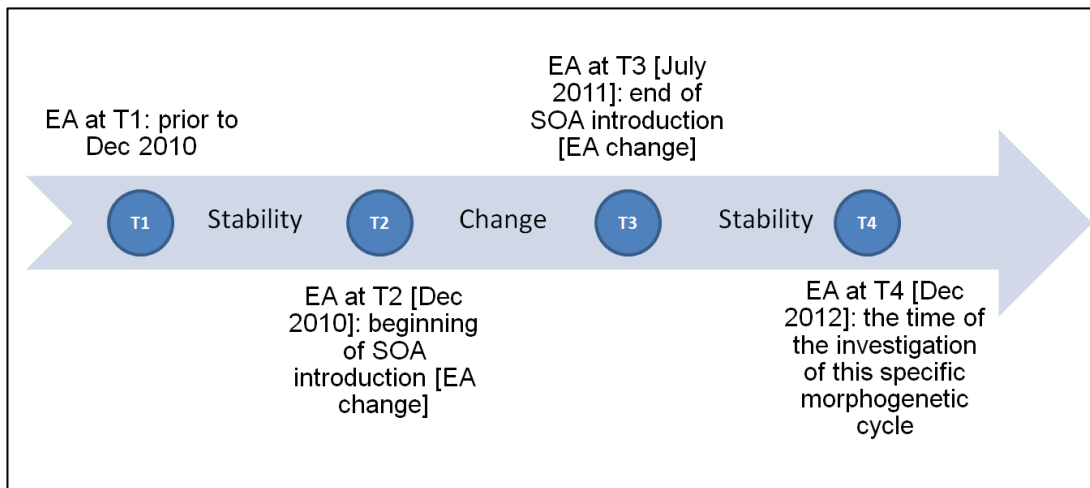 EA at T1: prior to
Dec 2010
EA at T3 [July
2011]: end of
SOA introduction
[EA change]
T1
Stability
T2
Change
T3
Stability
T4
EA at T2 [Dec
2010]: beginning
of SOA
introduction [EA
change]
EA at T4 [Dec
2012]: the time of
the investigation
of this specific
morphogenetic
cycle